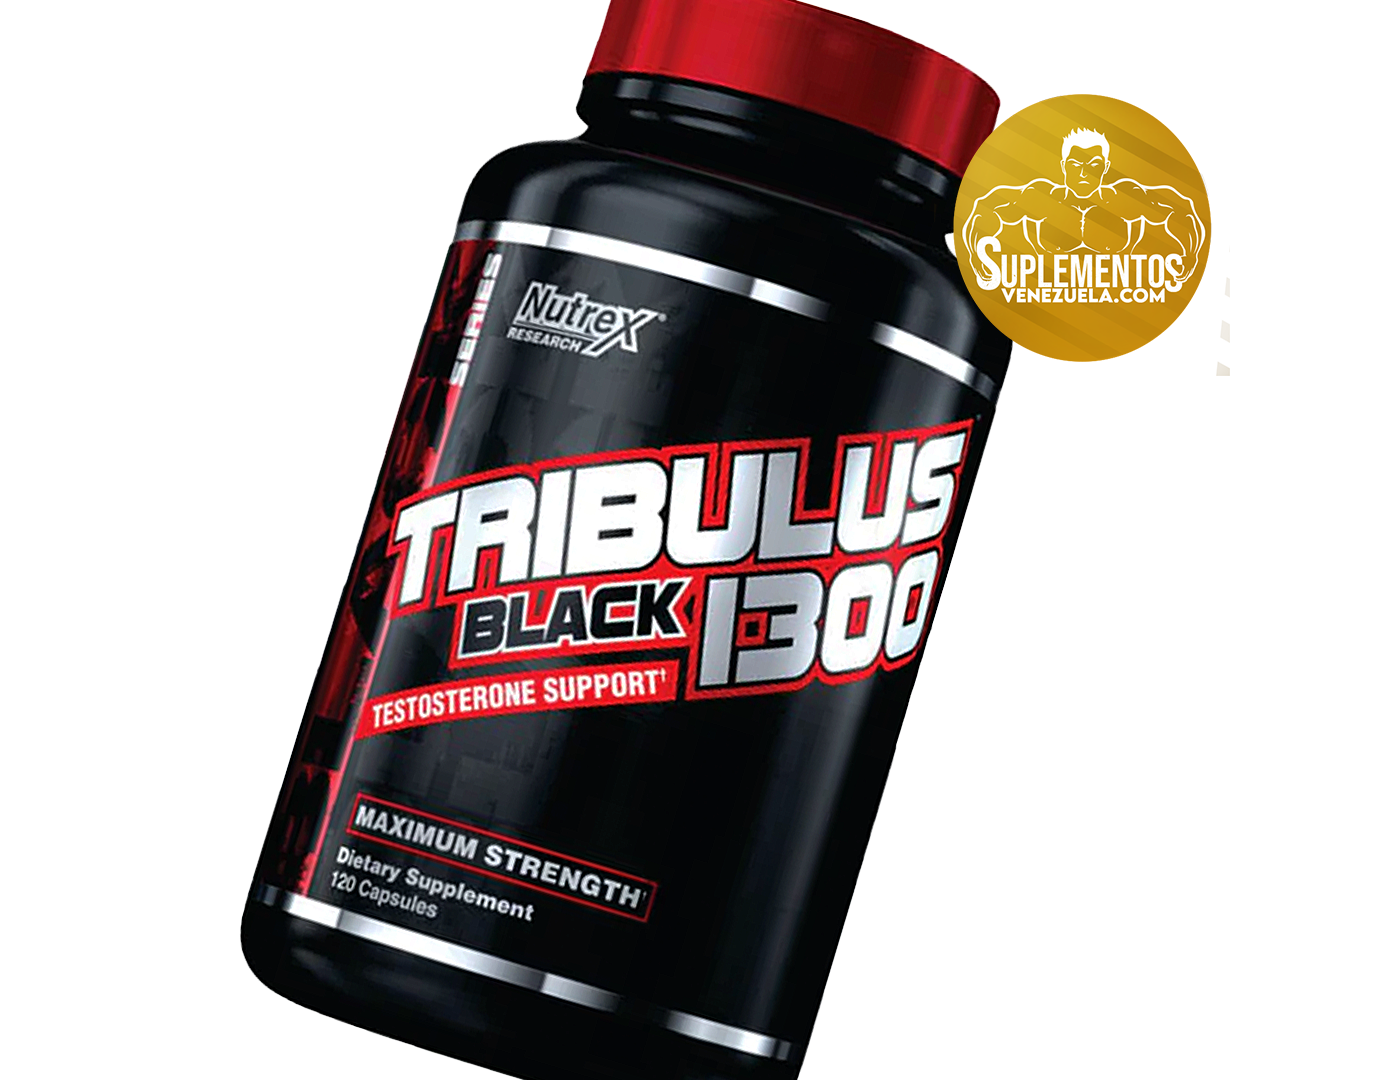 SERIES
Nutrex®
RESEARCH
TRIBULUS
BLACK 1300
TESTOSTERONE SUPPORT†
MAXIMUM STRENGTH†
Dietary Supplement
120 Capsules
SUPLEMENTOS
VENEZUELA.COM